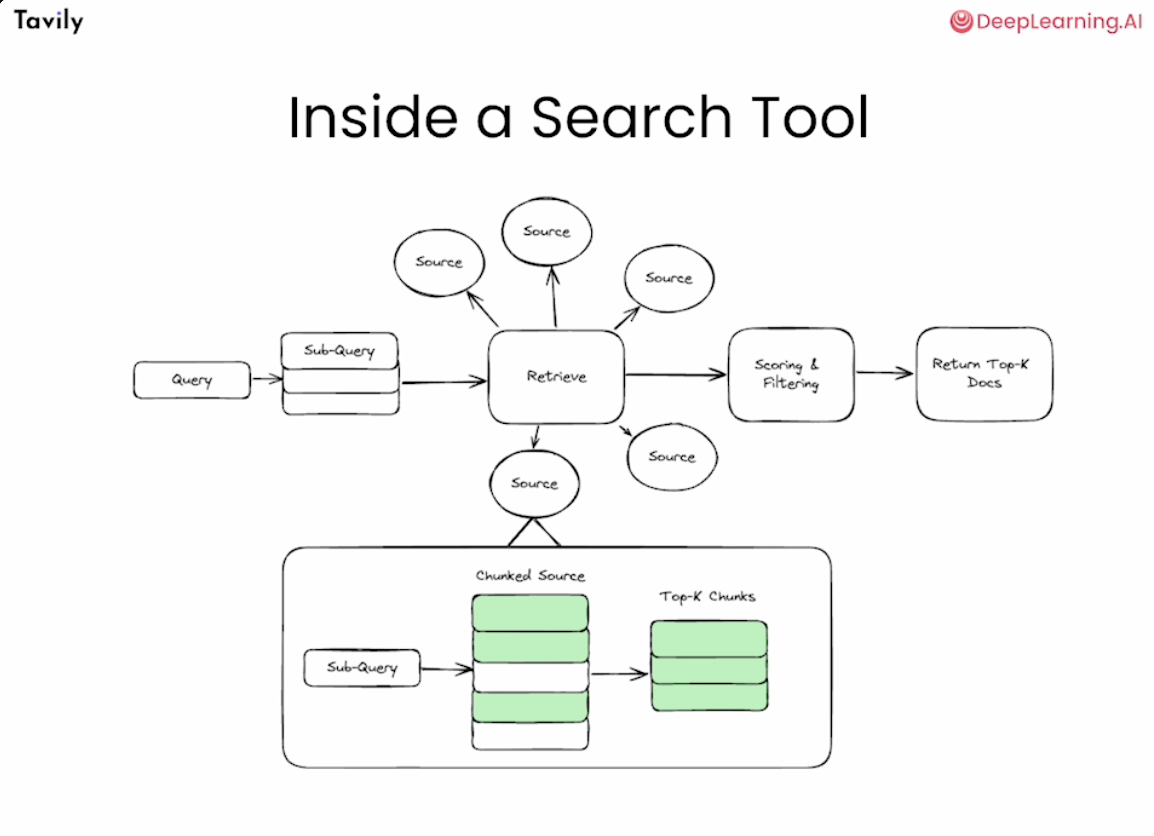 Tavily
DeepLearning.AI
Inside a Search Tool
Source
Source
Source
Query
Sub-Query
Retrieve
Scoring &
Filtering
Return Top-K
Docs
Source
Source
Chunked Source
Top-K Chunks
Sub-Query